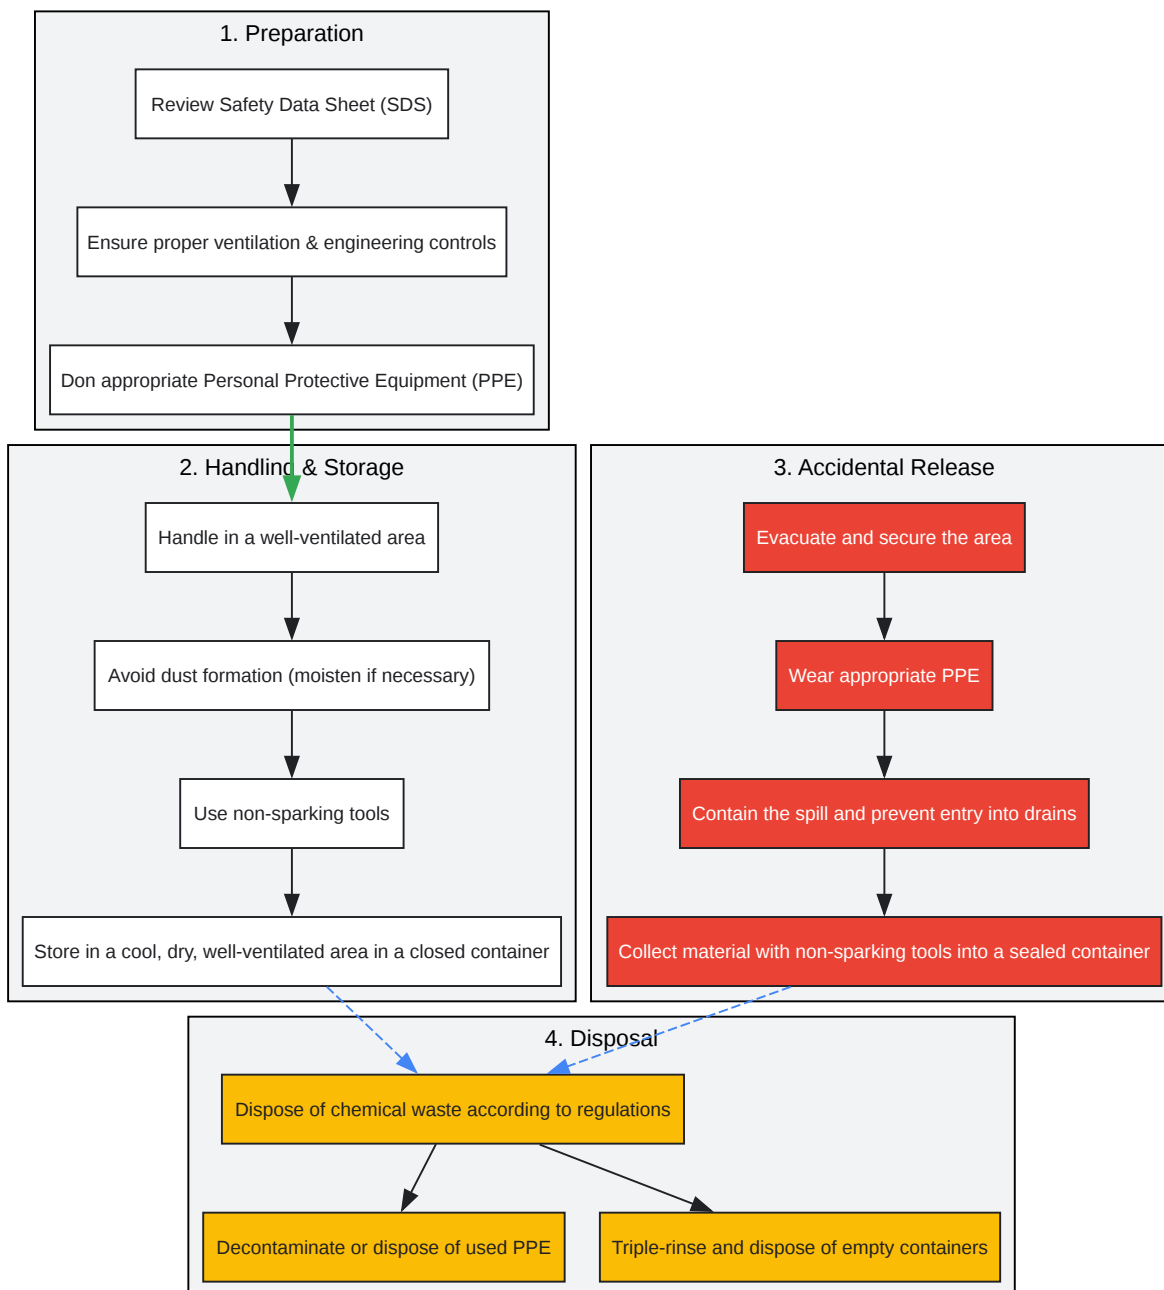 1. Preparation
Review Safety Data Sheet (SDS)
Ensure proper ventilation & engineering controls
Don appropriate Personal Protective Equipment (PPE)
2. Handling & Storage
Handle in a well-ventilated area
Avoid dust formation (moisten if necessary)
Use non-sparking tools
Store in a cool, dry, well-ventilated area in a closed container
3. Accidental Release
Evacuate and secure the area
Wear appropriate PPE
Contain the spill and prevent entry into drains
Collect material with non-sparking tools into a sealed container
4. Disposal
Dispose of chemical waste according to regulations
Decontaminate or dispose of used PPE
Triple-rinse and dispose of empty containers